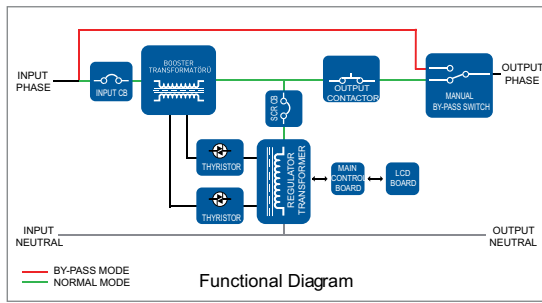 INPUT
PHASE
INPUT CB
BOOSTER
TRANSFORMATÖRÜ
SCR CB
OUTPUT
CONTACTOR
MANUAL
BY-PASS SWITCH
OUTPUT
PHASE
THYRISTOR
THYRISTOR
REGULATOR
TRANSFORMER
MAIN
CONTROL
BOARD
LCD
BOARD
INPUT
NEUTRAL
OUTPUT
NEUTRAL
BY-PASS MODE
NORMAL MODE
Functional Diagram